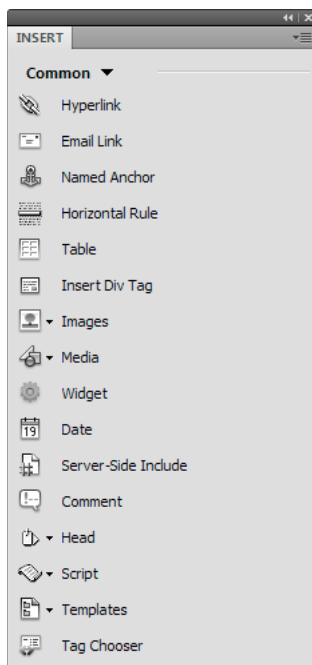 INSERT
Common
Hyperlink
Email Link
Named Anchor
Horizontal Rule
Table
Insert Div Tag
Images
Media
Widget
19
Date
Server-Side Include
Comment
Head
Script
Templates
Tag Chooser